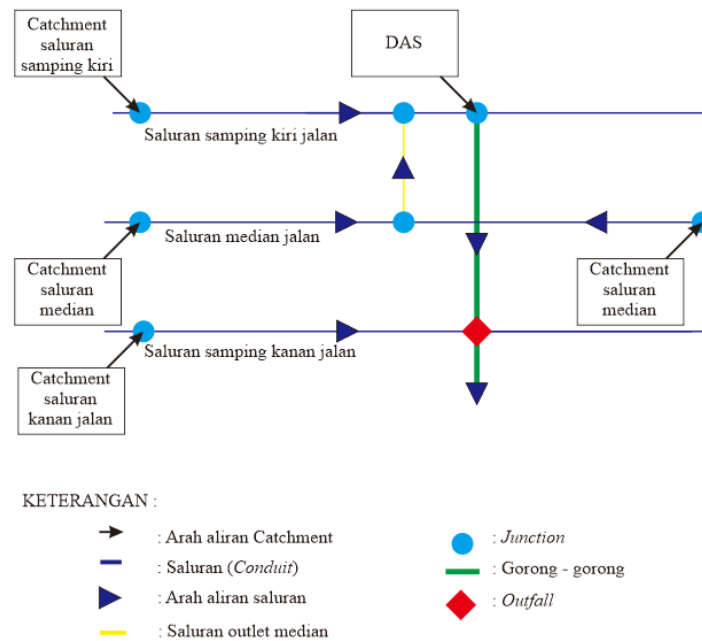 Catchment
saluran
samping kiri
DAS
Saluran samping kiri jalan
Saluran median jalan
Catchment
saluran
median
Catchment
saluran
median
Saluran samping kanan jalan
Catchment
saluran
kanan jalan
KETERANGAN :
: Arah aliran Catchment
: Saluran (Conduit)
: Arah aliran saluran
: Saluran outlet median
: Junction
: Gorong - gorong
: Outfall